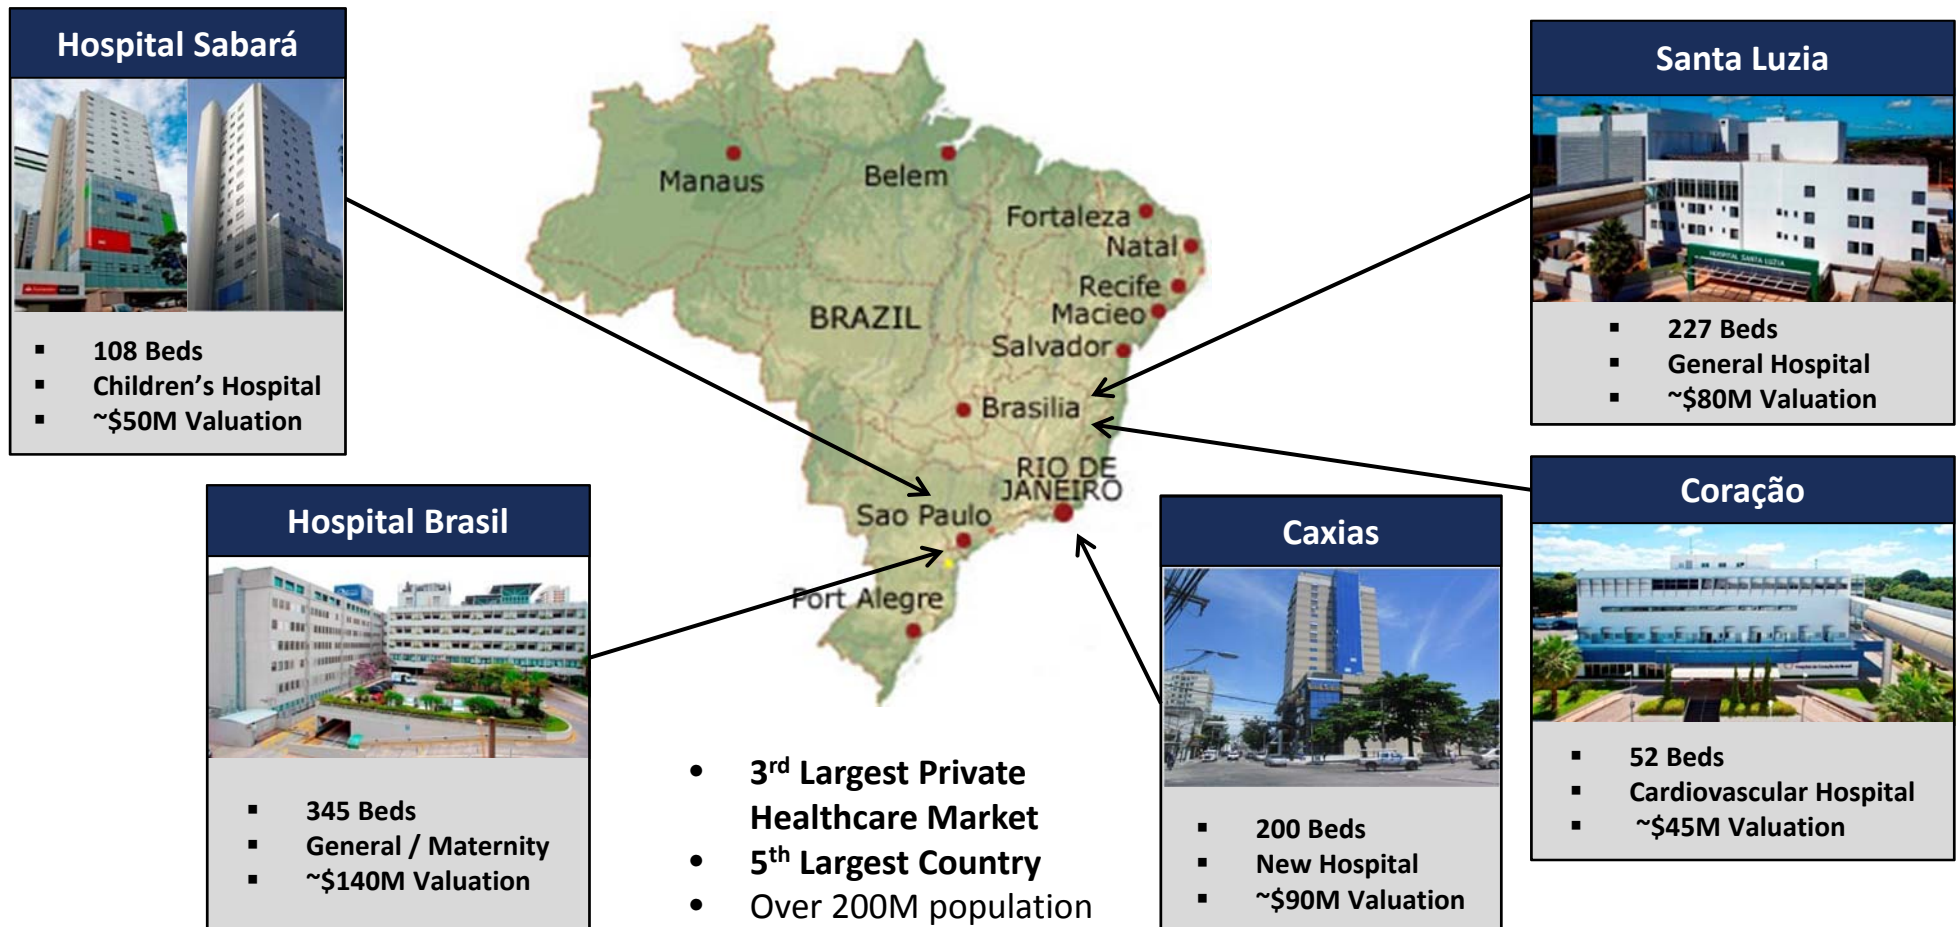 Hospital Sabará
▪ 108 Beds
▪ Children’s Hospital
▪ ~$50M Valuation
Hospital Brasil
▪ 345 Beds
▪ General / Maternity
▪ ~$140M Valuation
Manaus
Belem
Fortaleza
Natal
Recife
Macieo
Salvador
BRAZIL
Brasilia
RIO DE
JANEIRO
Sao Paulo
Port Alegre
• 3rd Largest Private
Healthcare Market
• 5th Largest Country
• Over 200M population
Santa Luzia
HOSPITAL SANTA LUZIA
▪ 227 Beds
▪ General Hospital
▪ ~$80M Valuation
Caxias
▪ 200 Beds
▪ New Hospital
▪ ~$90M Valuation
Coração
▪ 52 Beds
▪ Cardiovascular Hospital
▪ ~$45M Valuation